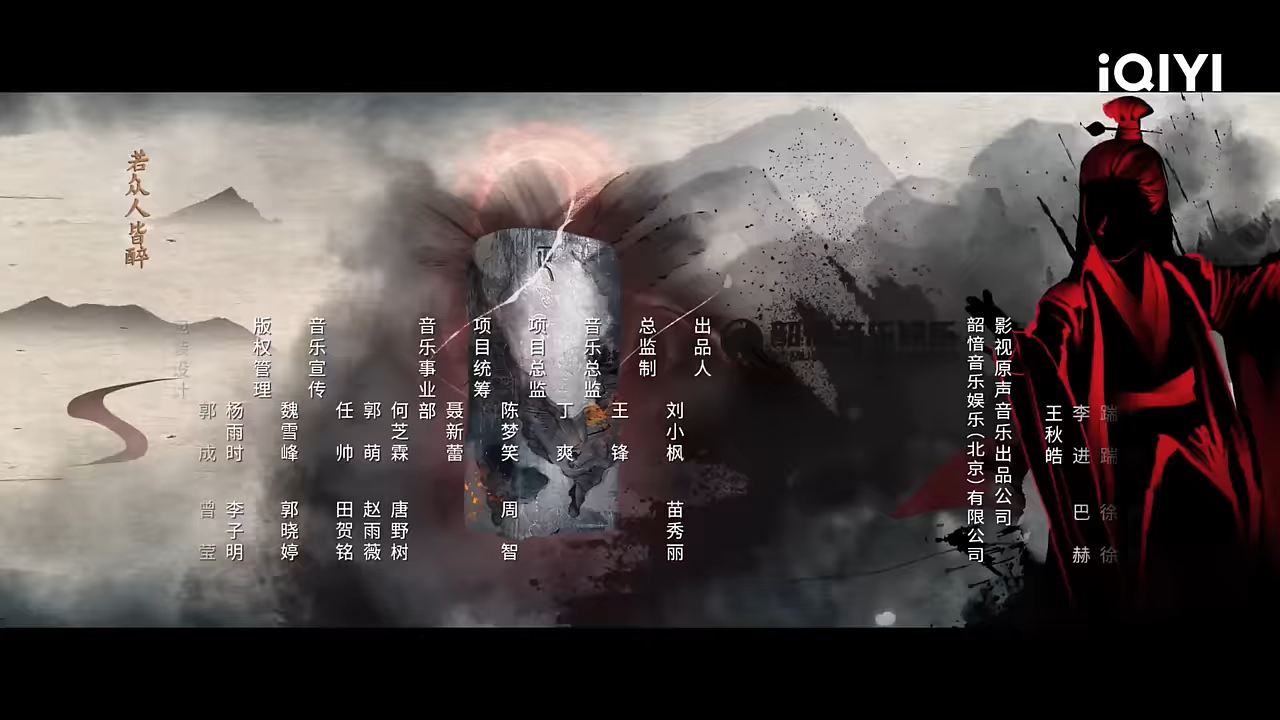 iQIYI
李进 巴赫
王秋皓
影视原声音乐出品公司
韶愔音乐娱乐(北京)有限公司
出品人
刘小枫 苗秀丽
总监制
王锋
音乐总监
丁爽
项目总监
陈梦笑 周智
项目统筹
聂新蕾
音乐事业部
何芝霖 唐野树
郭萌 赵雨薇
任帅 田贺铭
音乐宣传
魏雪峰 郭晓婷
版权管理
杨雨时 李子明
郭成 曾莹
若众人皆醉